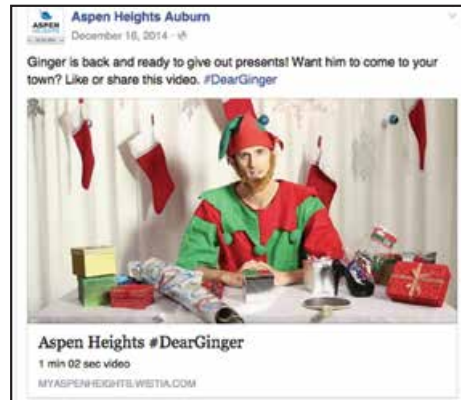 ASPEN
HEIGHTS
Aspen Heights Auburn
December 16, 2014
Ginger is back and ready to give out presents! Want him to come to your
town? Like or share this video. #DearGinger
Aspen Heights #DearGinger
1 min 02 sec video
MYASPENHEIGHTS.WISTIA.COM